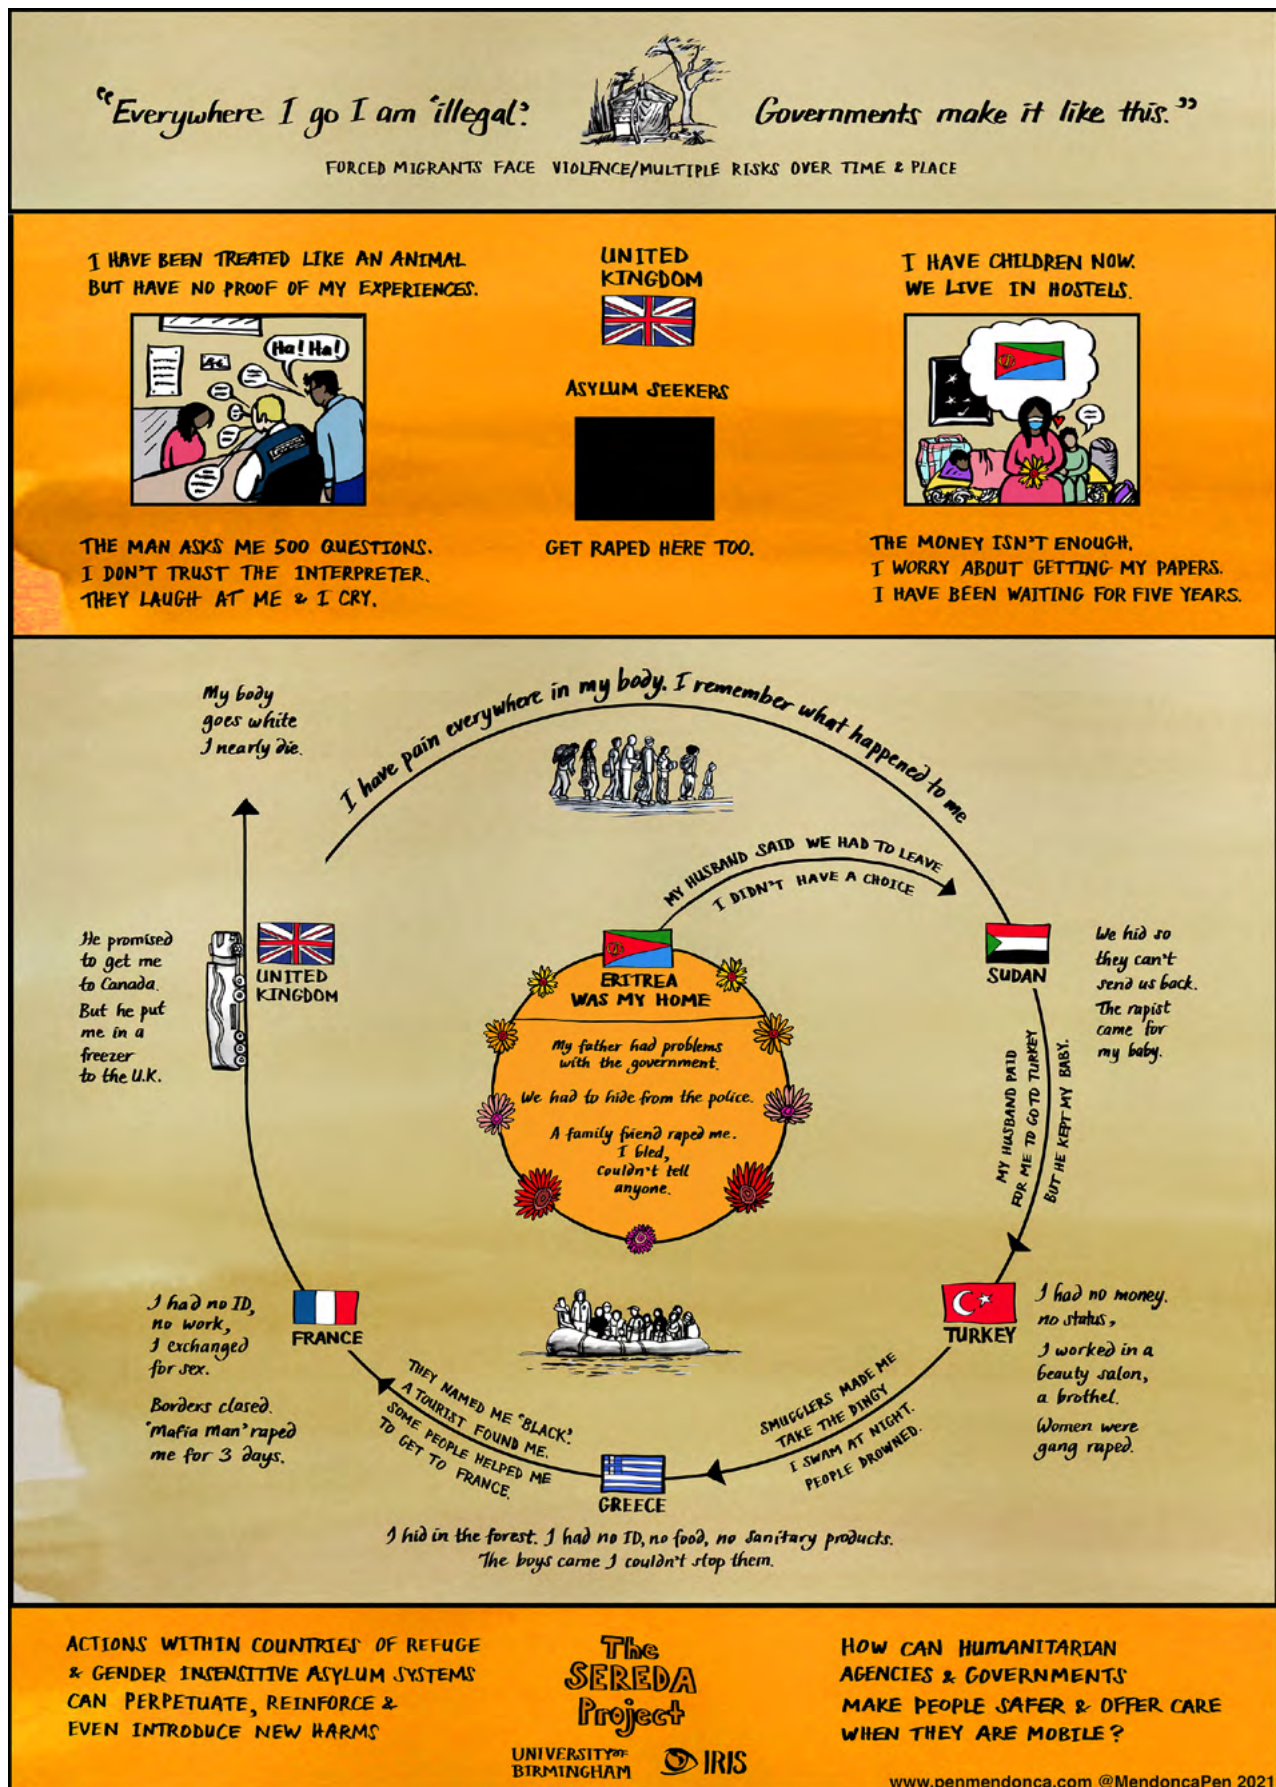 "Everywhere I go I am 'illegal'.
Governments make it like this."
FORCED MIGRANTS FACE VIOLENCE/MULTIPLE RISKS OVER TIME & PLACE
I HAVE BEEN TREATED LIKE AN ANIMAL
BUT HAVE NO PROOF OF MY EXPERIENCES.
Ha! Ha!
THE MAN ASKS ME 500 QUESTIONS.
I DON'T TRUST THE INTERPRETER.
THEY LAUGH AT ME & I CRY.
UNITED
KINGDOM
ASYLUM SEEKERS
GET RAPED HERE TOO.
I HAVE CHILDREN NOW.
WE LIVE IN HOSTELS.
THE MONEY ISN'T ENOUGH.
I WORRY ABOUT GETTING MY PAPERS.
I HAVE BEEN WAITING FOR FIVE YEARS.
My body
goes white
I nearly die.
I have pain everywhere in my body. I remember what happened to me
MY HUSBAND SAID WE HAD TO LEAVE
I DIDN'T HAVE A CHOICE
He promised
to get me
to Canada.
But he put
me in a
freezer
to the U.K.
UNITED
KINGDOM
ERITREA
WAS MY HOME
My father had problems
with the government.
We had to hide from the police.
A family friend raped me.
I bled,
couldn't tell
anyone.
SUDAN
We hid so
they can't
send us back.
The rapist
came for
my baby.
MY HUSBAND PAID
FOR ME TO GO TO TURKEY
BUT HE KEPT MY BABY.
TURKEY
I had no money.
no status,
I worked in a
beauty salon,
a brothel.
Women were
gang raped.
SMUGGLERS MADE ME
TAKE THE DINGY
I SWAM AT NIGHT.
PEOPLE DROWNED.
GREECE
I hid in the forest. I had no ID, no food, no sanitary products.
The boys came I couldn't stop them.
THEY NAMED ME 'BLACK'.
A TOURIST FOUND ME.
SOME PEOPLE HELPED ME
TO GET TO FRANCE.
FRANCE
I had no ID,
no work,
I exchanged
for sex.
Borders closed.
'Mafia Man' raped
me for 3 days.
ACTIONS WITHIN COUNTRIES OF REFUGE
& GENDER INSENSITIVE ASYLUM SYSTEMS
CAN PERPETUATE, REINFORCE &
EVEN INTRODUCE NEW HARMS
The
SEREDA
Project
UNIVERSITY OF
BIRMINGHAM
IRIS
HOW CAN HUMANITARIAN
AGENCIES & GOVERNMENTS
MAKE PEOPLE SAFER & OFFER CARE
WHEN THEY ARE MOBILE?
www.penmendonca.com @MendoncaPen 2021